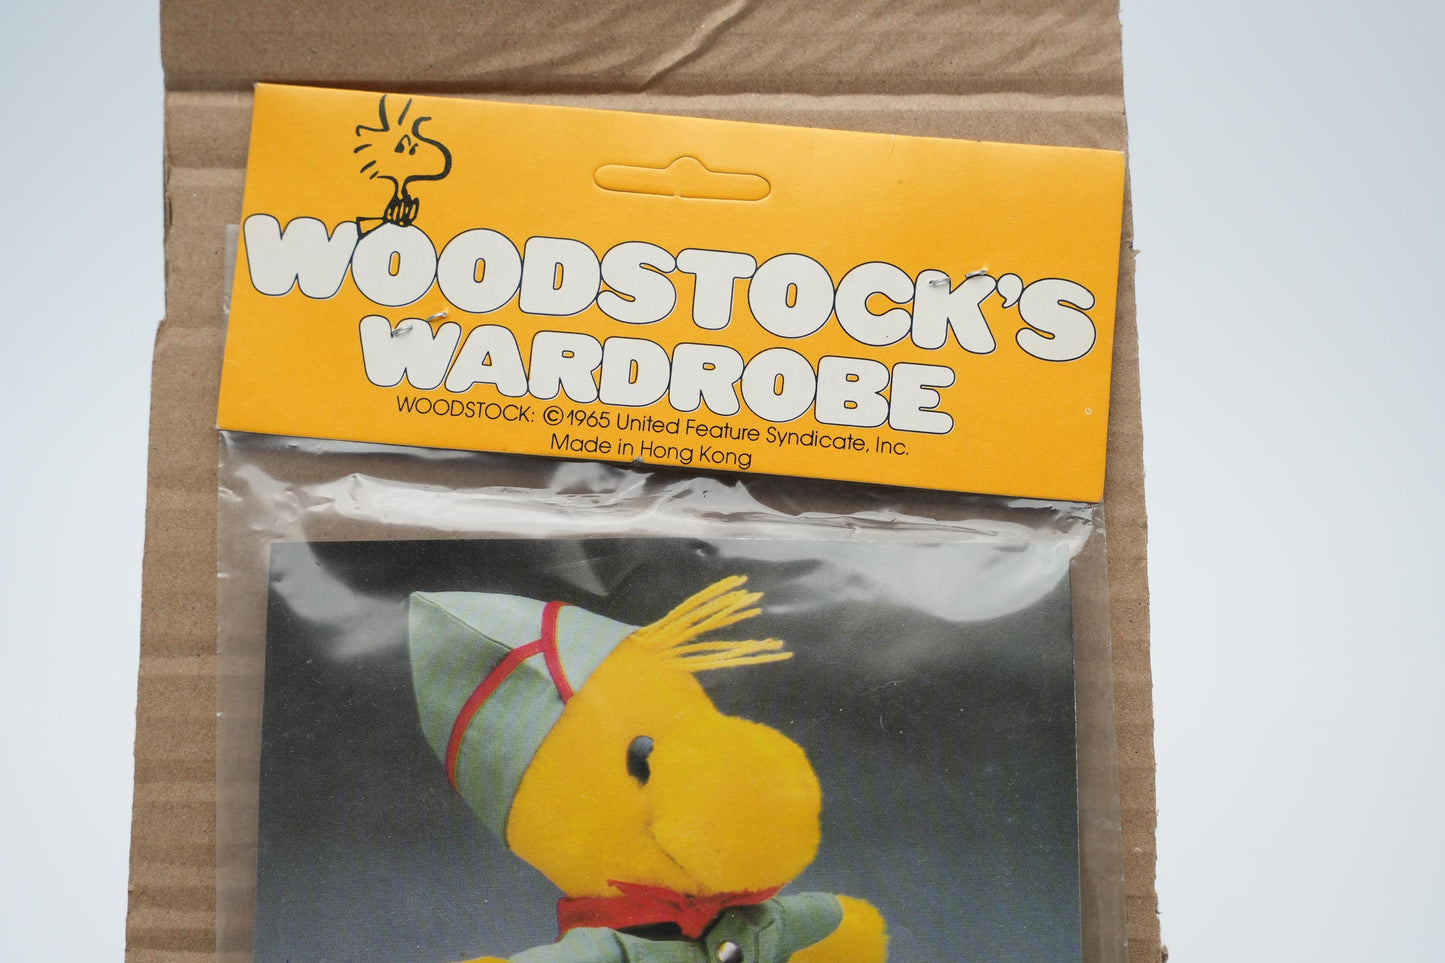 WOODSTOCK'S
WARDROBE
WOODSTOCK: ©1965 United Feature Syndicate, Inc.
Made in Hong Kong